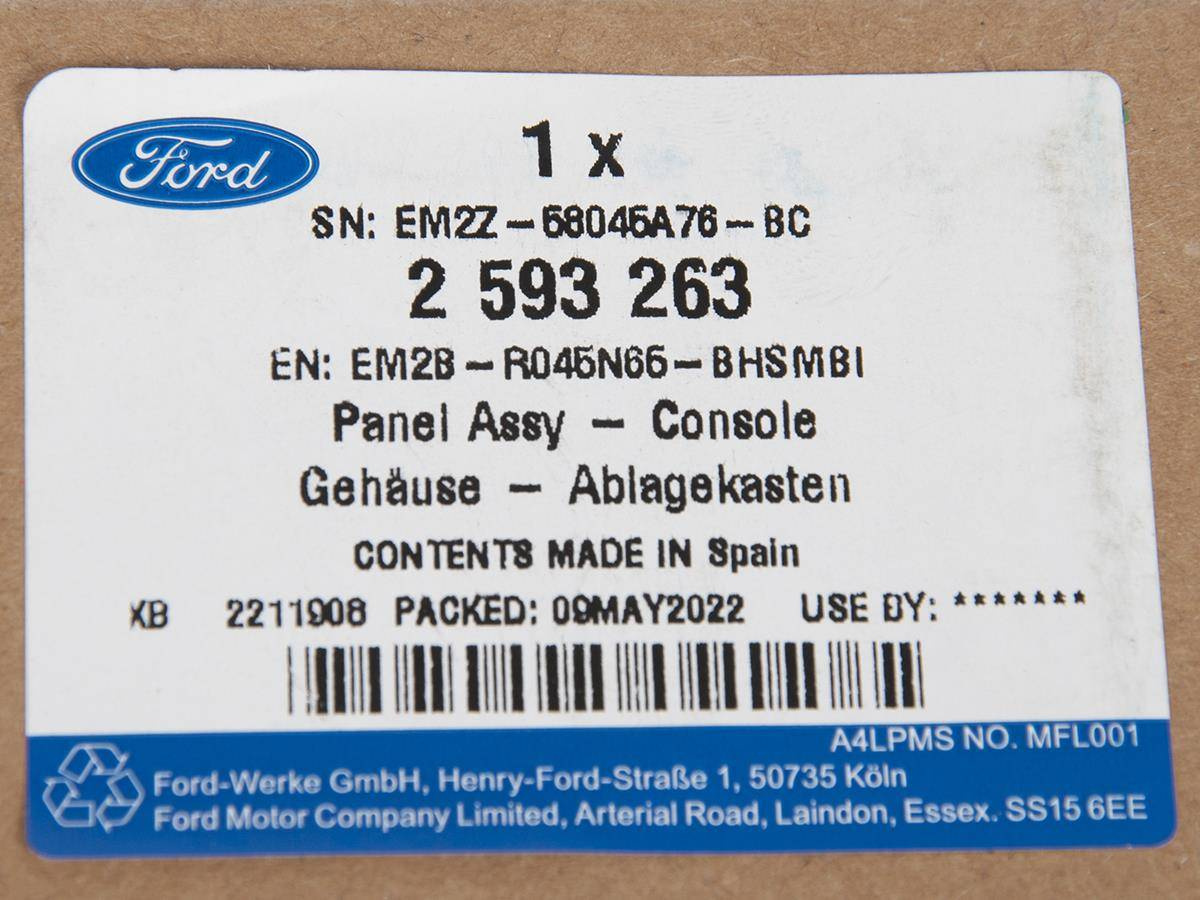 Ford
1 x
SN: EM2Z-58045A76-BC
2 593 263
EN: EM2B-R045N65-BHSMBI
Panel Assy - Console
Gehäuse - Ablagekasten
CONTENTS MADE IN Spain
XB 2211908 PACKED: 09MAY2022 USE BY: *******
A4LPMS NO. MFL001
Ford-Werke GmbH, Henry-Ford-Straße 1, 50735 Köln
Ford Motor Company Limited, Arterial Road, Laindon, Essex. SS15 6EE